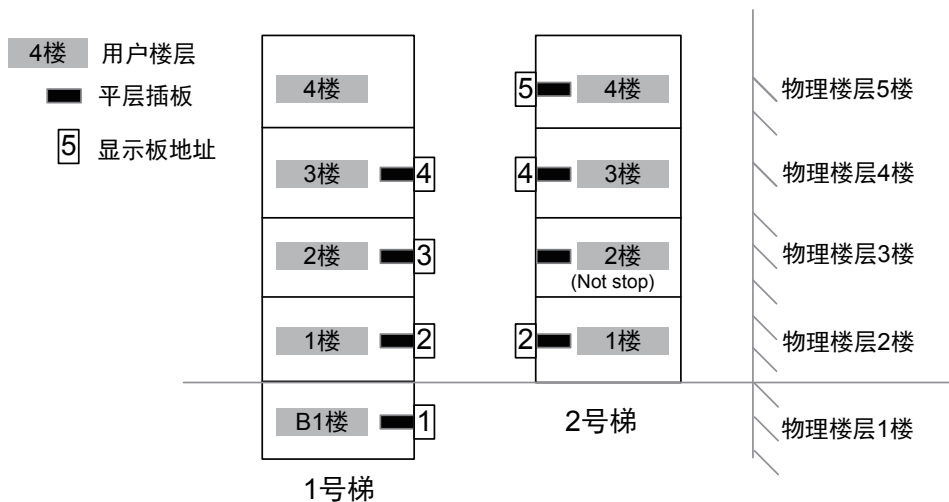 4楼 用户楼层
平层插板
5 显示板地址
4楼
3楼 4
2楼 3
1楼 2
B1楼 1
1号梯
5 4楼
4 3楼
2楼
(Not stop)
2 1楼
2号梯
物理楼层5楼
物理楼层4楼
物理楼层3楼
物理楼层2楼
物理楼层1楼